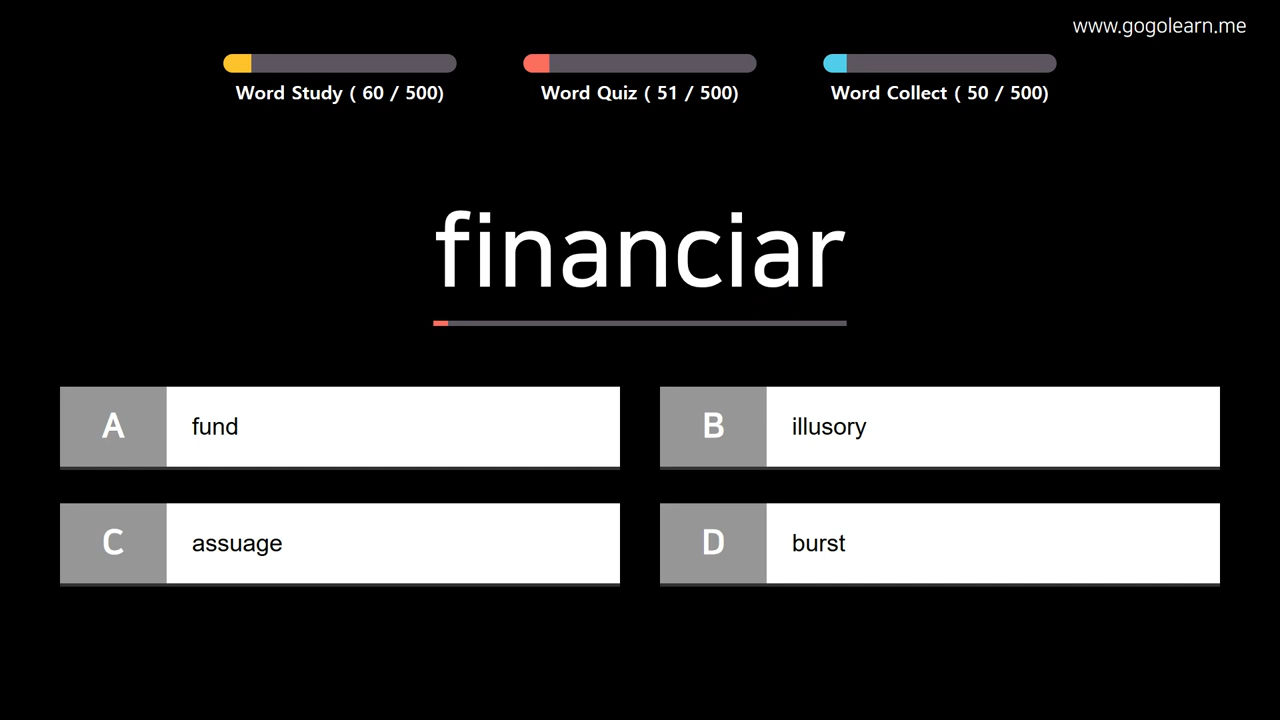 www.gogolearn.me
Word Study ( 60 / 500)
Word Quiz ( 51 / 500)
Word Collect ( 50 / 500)
financiar
A fund
B illusory
C assuage
D burst